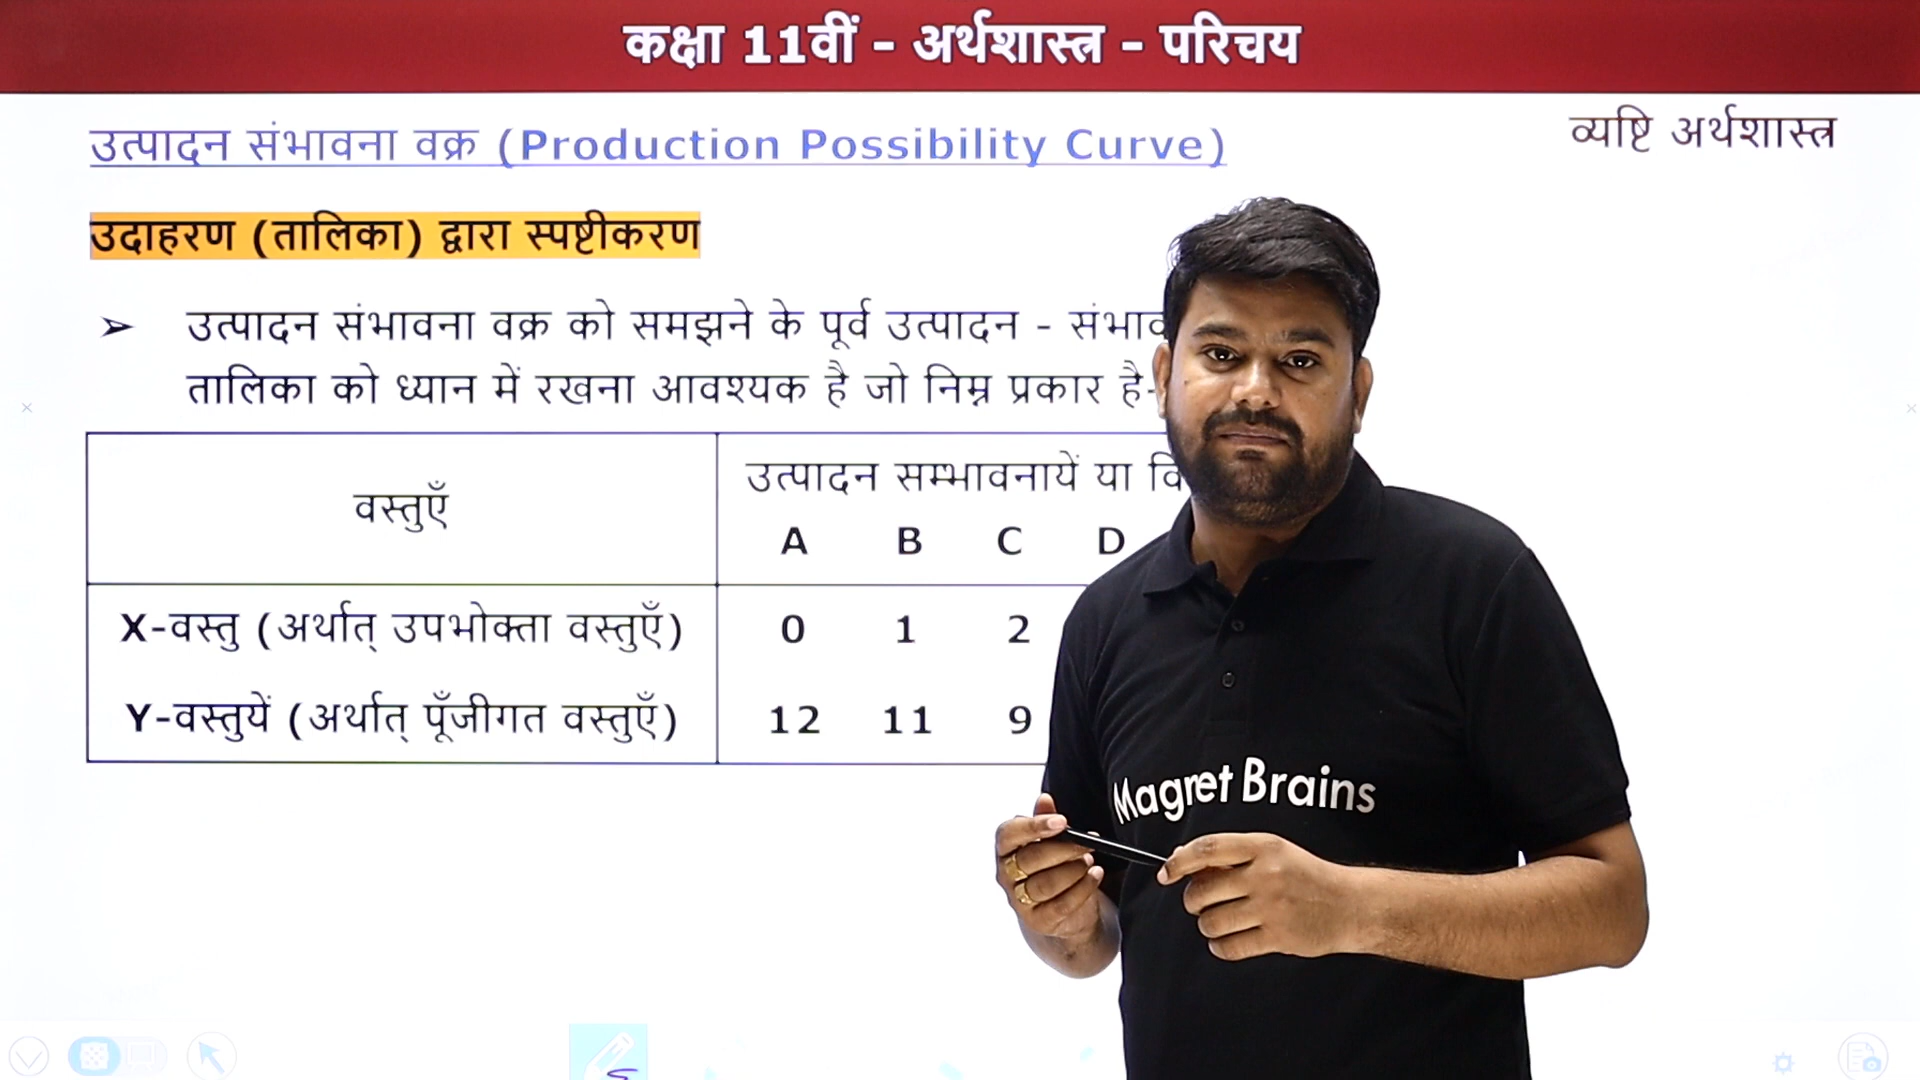 कक्षा 11वीं - अर्थशास्त्र - परिचय
व्यष्टि अर्थशास्त्र
उत्पादन संभावना वक्र (Production Possibility Curve)
उदाहरण (तालिका) द्वारा स्पष्टीकरण
➢ उत्पादन संभावना वक्र को समझने के पूर्व उत्पादन -
तालिका को ध्यान में रखना आवश्यक है जो निम्न प्रकार है-
वस्तुएँ
उत्पादन सम्भावनायें या
A B C D
X-वस्तु (अर्थात् उपभोक्ता वस्तुएँ) 0 1 2
Y-वस्तुयें (अर्थात् पूँजीगत वस्तुएँ) 12 11 9
Magnet Brains